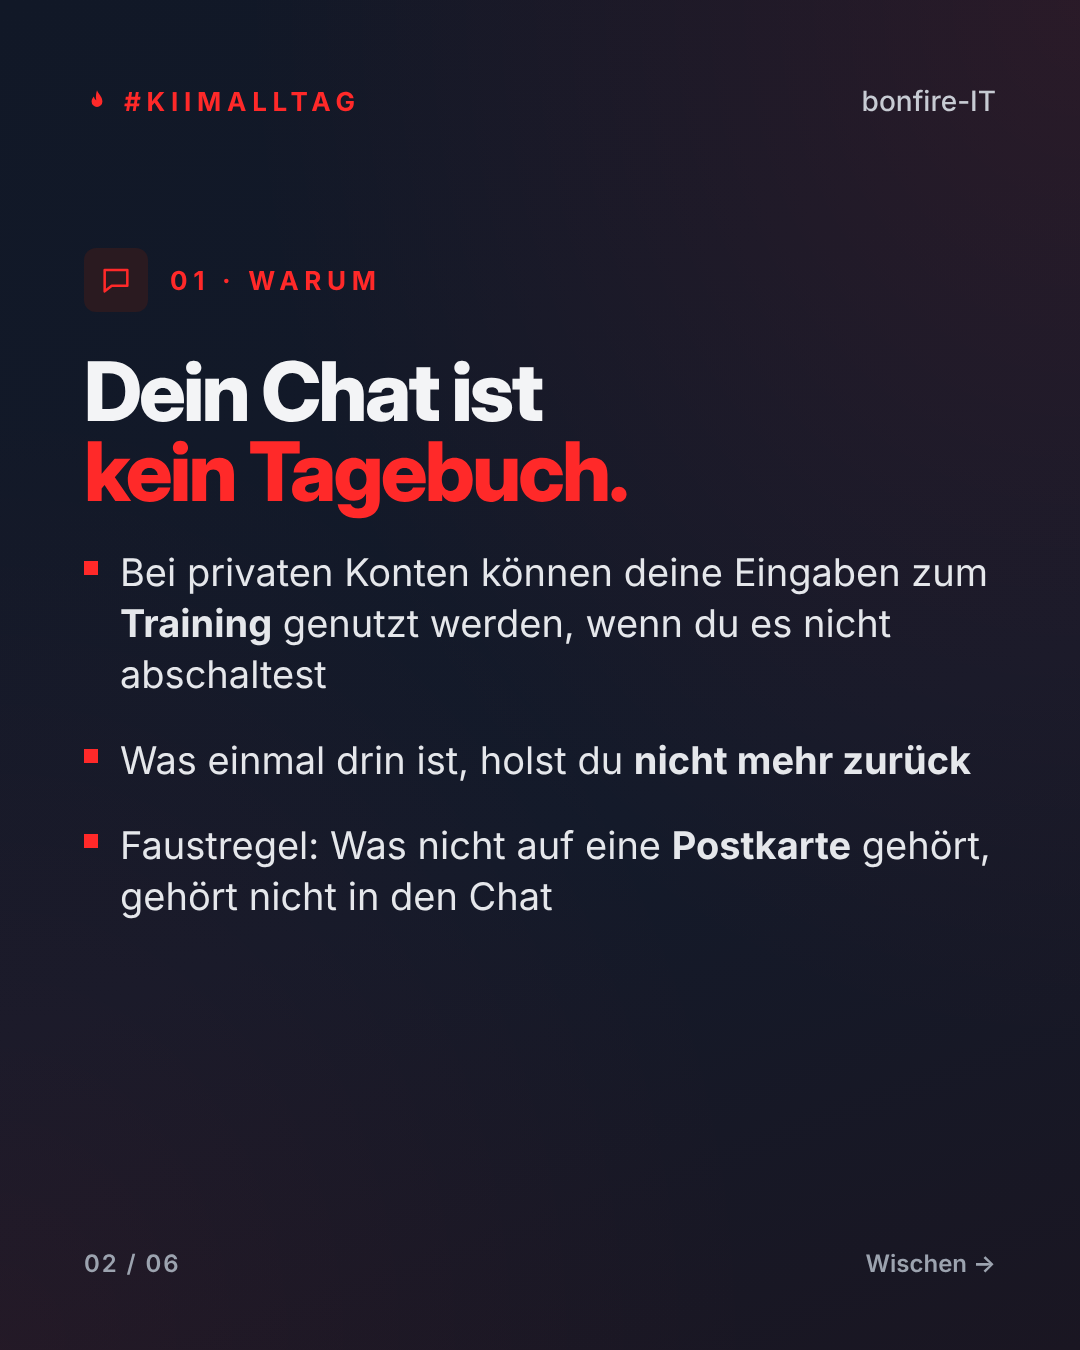 #KIIMALLTAG
bonfire-IT
01 · WARUM
Dein Chat ist
kein Tagebuch.
Bei privaten Konten können deine Eingaben zum
Training genutzt werden, wenn du es nicht
abschaltest
Was einmal drin ist, holst du nicht mehr zurück
Faustregel: Was nicht auf eine Postkarte gehört,
gehört nicht in den Chat
02 / 06
Wischen →